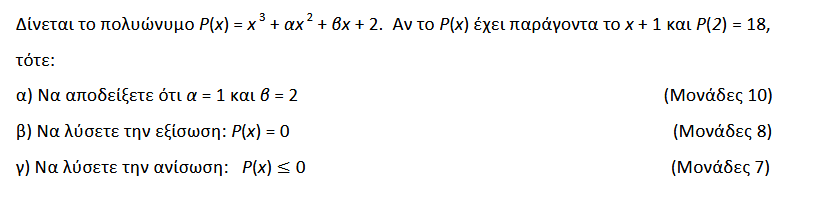 Δίνεται το πολυώνυμο P(x) = x³ + αx² + βx + 2. Αν το P(x) έχει παράγοντα το x + 1 και P(2) = 18,
τότε:
α) Να αποδείξετε ότι α = 1 και β = 2 (Μονάδες 10)
β) Να λύσετε την εξίσωση: P(x) = 0 (Μονάδες 8)
γ) Να λύσετε την ανίσωση: P(x) ≤ 0 (Μονάδες 7)